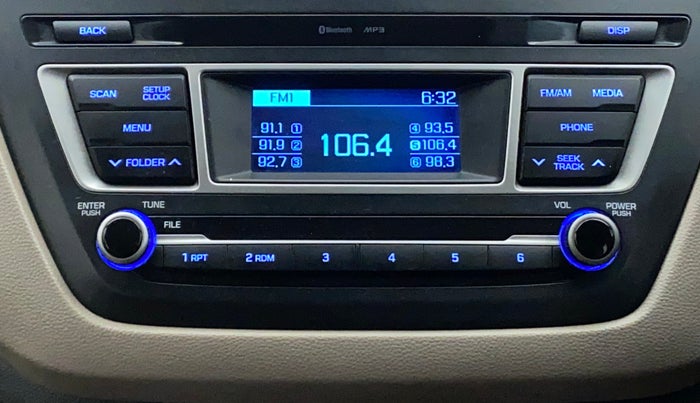 BACK Bluetooth MP3 DISP
FM1 6:32
SCAN SETUP CLOCK
FM/AM MEDIA
91.1 1 106.4 4 93.5
91.9 2 5 106.4
92.7 3 6 98.3
MENU PHONE
FOLDER SEEK TRACK
ENTER PUSH TUNE VOL POWER PUSH
FILE
1 RPT 2 RDM 3 4 5 6